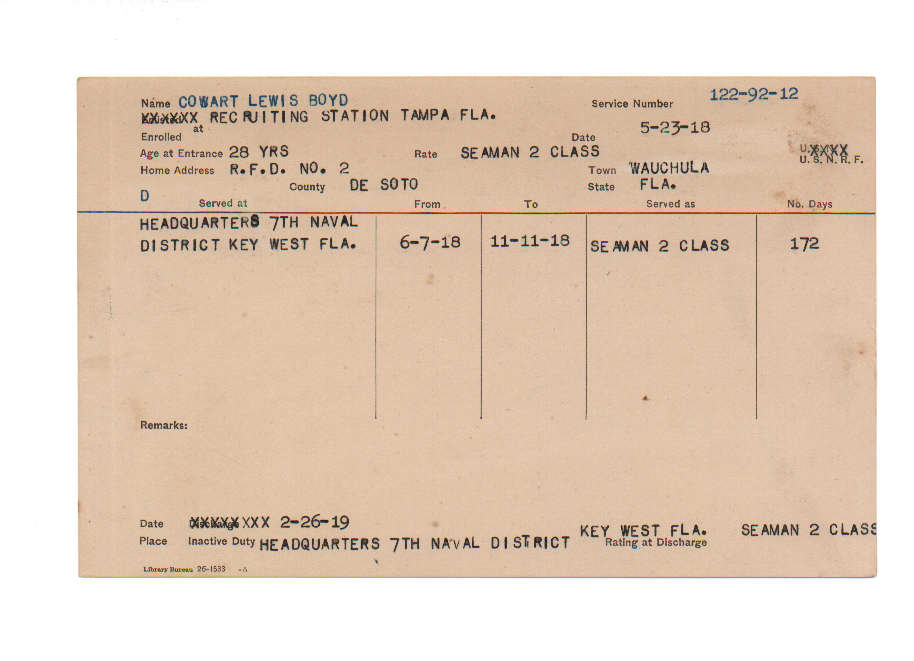 Name COWART LEWIS BOYD Service Number 122-92-12
XXXXXXX at RECRUITING STATION TAMPA FLA.
Enrolled Date 5-23-18
Age at Entrance 28 YRS Rate SEAMAN 2 CLASS U.XXXX
U. S. N. R. F.
Home Address R.F.D. NO. 2 Town WAUCHULA
D County DE SOTO State FLA.
Served at From To Served as No. Days
HEADQUARTERS 7TH NAVAL
DISTRICT KEY WEST FLA. 6-7-18 11-11-18 SEAMAN 2 CLASS 172
Remarks:
Date XXXXXXXX 2-26-19
KEY WEST FLA. SEAMAN 2 CLASS
Place Inactive Duty HEADQUARTERS 7TH NAVAL DISTRICT Rating at Discharge
Library Bureau 26-1533 -A